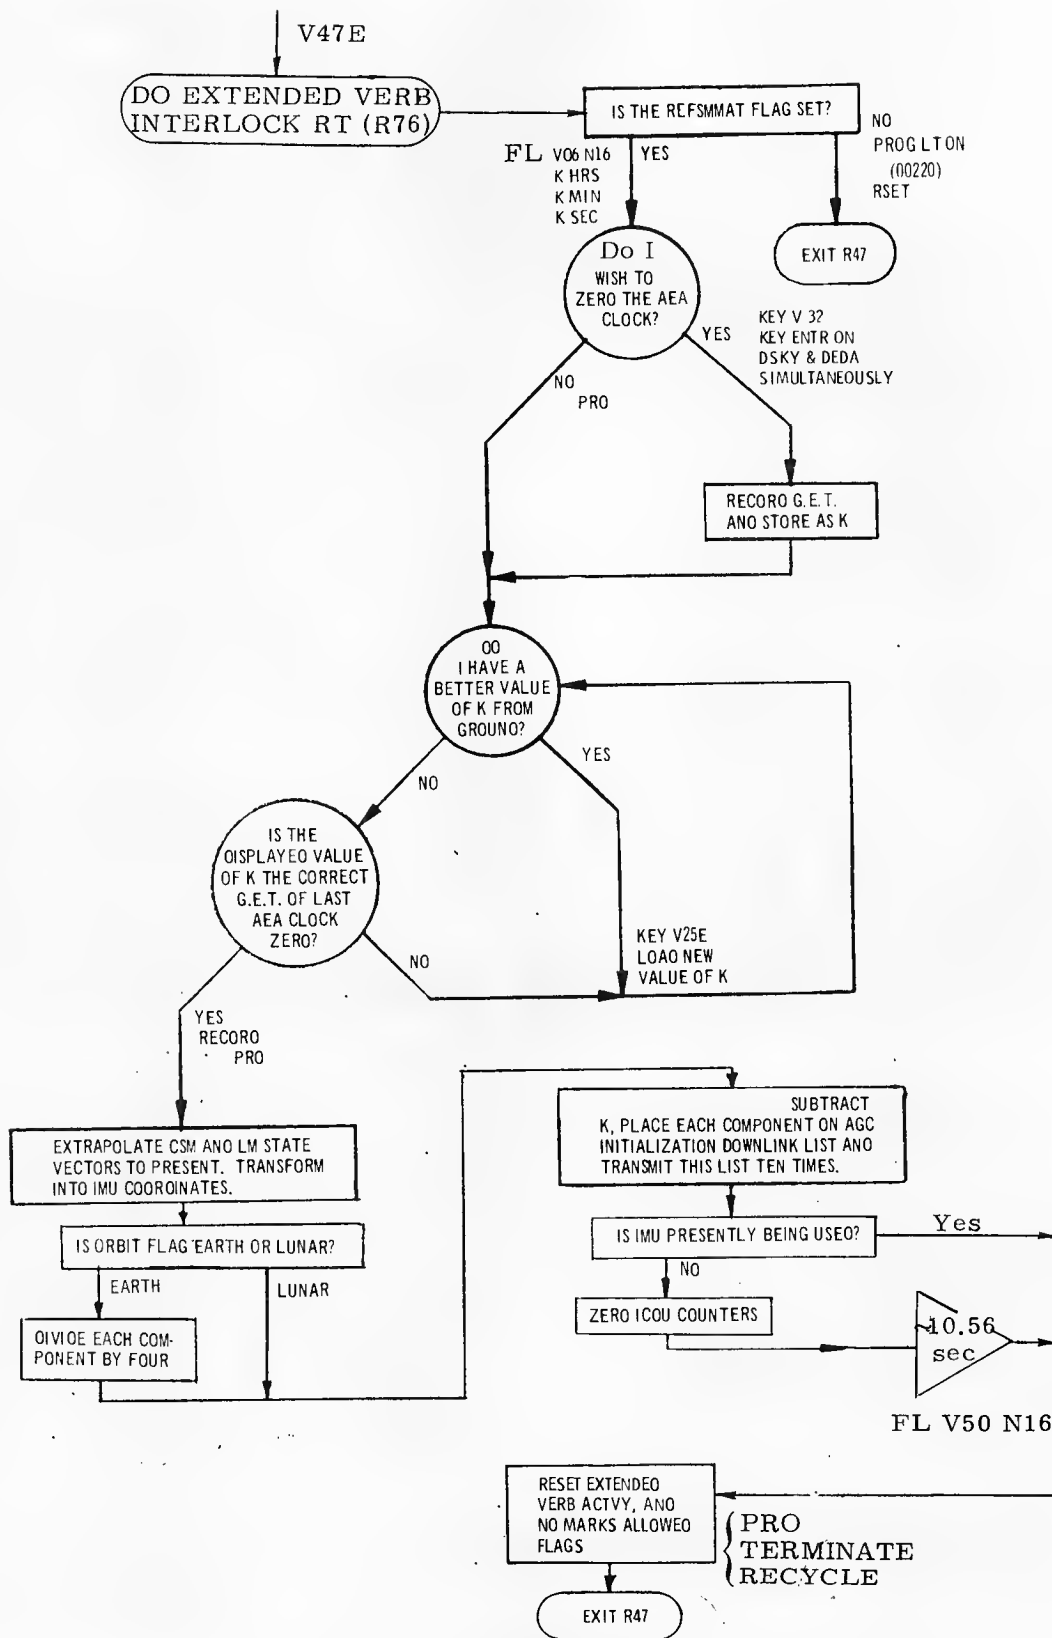 V47E
DO EXTENDED VERB
INTERLOCK RT (R76)
IS THE REFSMMAT FLAG SET?
NO
PROG LT ON
(00220)
RSET
FL V06 N16
K HRS
K MIN
K SEC
YES
EXIT R47
Do I
WISH TO
ZERO THE AEA
CLOCK?
YES
KEY V 32
KEY ENTR ON
DSKY & DEDA
SIMULTANEOUSLY
NO
PRO
RECORO G.E.T.
AND STORE AS K
OO
I HAVE A
BETTER VALUE
OF K FROM
GROUNO?
YES
NO
IS THE
OISPLAYEO VALUE
OF K THE CORRECT
G.E.T. OF LAST
AEA CLOCK
ZERO?
NO
KEY V25E
LOAO NEW
VALUE OF K
YES
RECORO
PRO
EXTRAPOLATE CSM AND LM STATE
VECTORS TO PRESENT. TRANSFORM
INTO IMU COORDINATES.
IS ORBIT FLAG EARTH OR LUNAR?
EARTH
LUNAR
OIVIOE EACH COM-
PONENT BY FOUR
SUBTRACT
K, PLACE EACH COMPONENT ON AGC
INITIALIZATION DOWNLINK LIST AND
TRANSMIT THIS LIST TEN TIMES.
IS IMU PRESENTLY BEING USEO?
Yes
NO
ZERO ICOU COUNTERS
~10.56
sec
FL V50 N16
RESET EXTENDEO
VERB ACTVY, ANO
NO MARKS ALLOWEO
FLAGS
PRO
TERMINATE
RECYCLE
EXIT R47